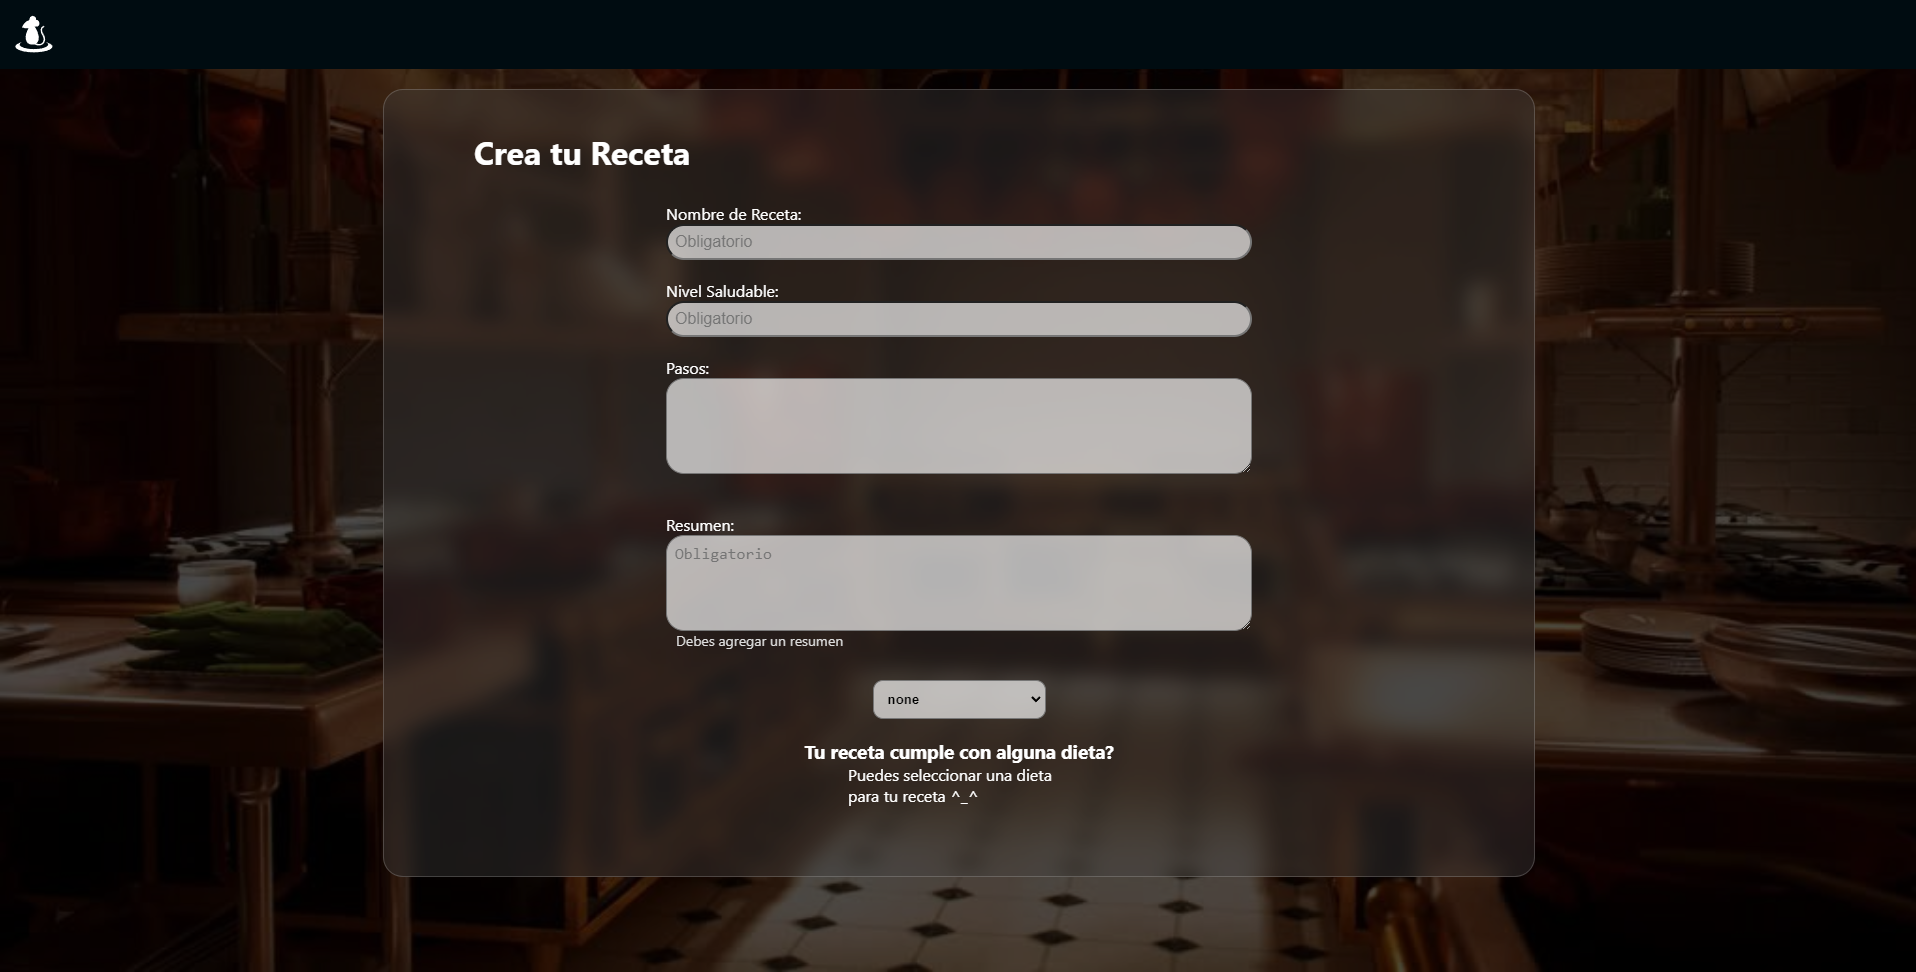 Crea tu Receta
Nombre de Receta:
Obligatorio
Nivel Saludable:
Obligatorio
Pasos:
Resumen:
Obligatorio
Debes agregar un resumen
none
Tu receta cumple con alguna dieta?
Puedes seleccionar una dieta
para tu receta ^_^